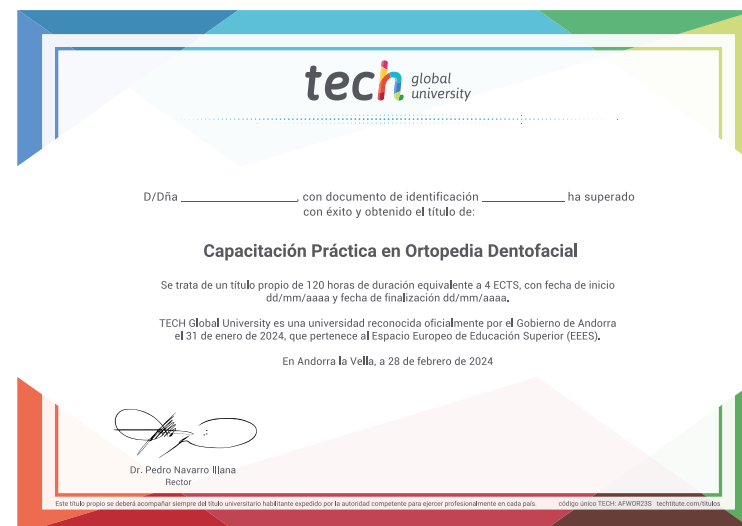 tech global university
D/Dña ______________, con documento de identificación __________ ha superado
con éxito y obtenido el título de:
Capacitación Práctica en Ortopedia Dentofacial
Se trata de un título propio de 120 horas de duración equivalente a 4 ECTS, con fecha de inicio
dd/mm/aaaa y fecha de finalización dd/mm/aaaa.
TECH Global University es una universidad reconocida oficialmente por el Gobierno de Andorra
el 31 de enero de 2024, que pertenece al Espacio Europeo de Educación Superior (EEES).
En Andorra la Vella, a 28 de febrero de 2024
Dr. Pedro Navarro Illana
Rector
Este título propio se deberá acompañar siempre del título universitario habilitante expedido por la autoridad competente para ejercer profesionalmente en cada país. código único TECH: AFWOR23S techtitute.com/titulos